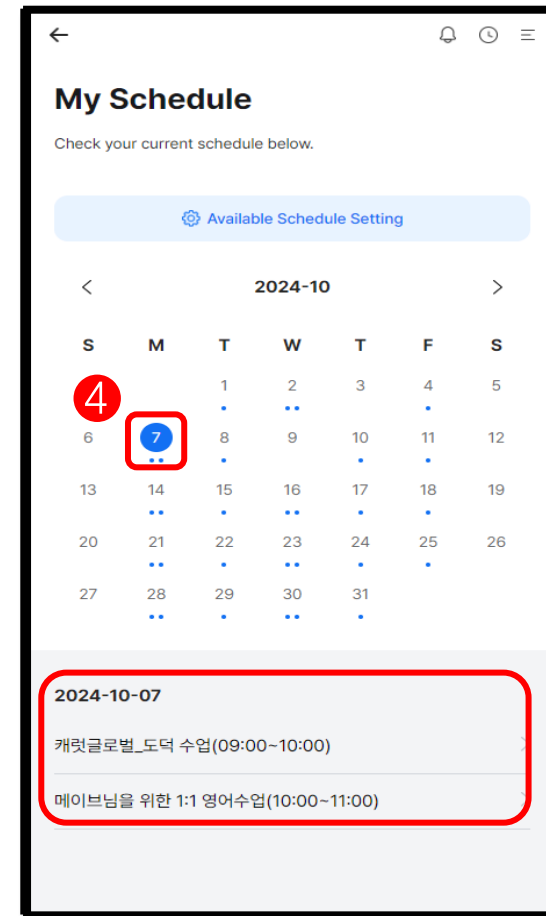 My Schedule
Check your current schedule below.
Available Schedule Setting
< 2024-10 >
S M T W T F S
4
1 2 3 4 5
6 7 8 9 10 11 12
13 14 15 16 17 18 19
20 21 22 23 24 25 26
27 28 29 30 31
2024-10-07
캐럿글로벌_도덕 수업(09:00~10:00)
메이브님을 위한 1:1 영어수업(10:00~11:00)